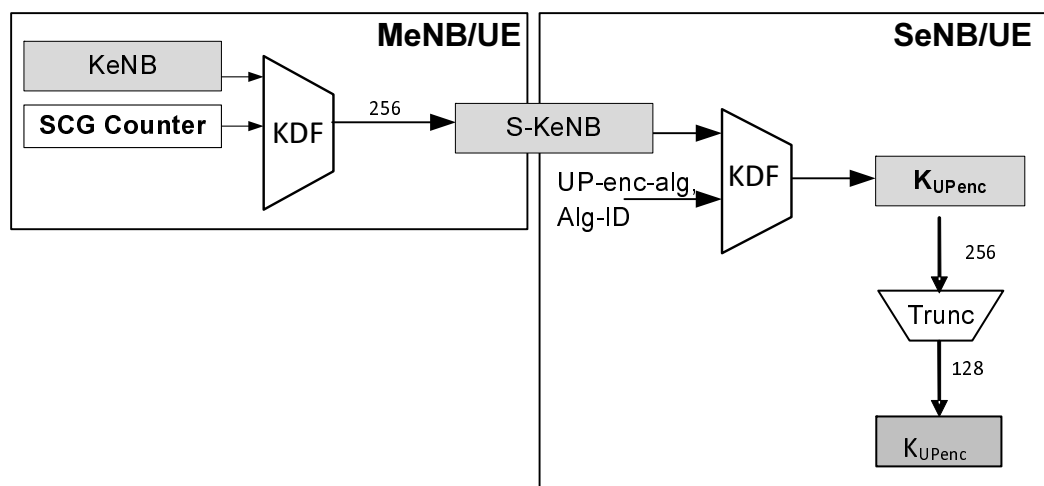 MeNB/UE
KeNB
SCG Counter
KDF
256
S-KeNB
SeNB/UE
UP-enc-alg,
Alg-ID
KDF
KUPenc
256
Trunc
128
KUPenc